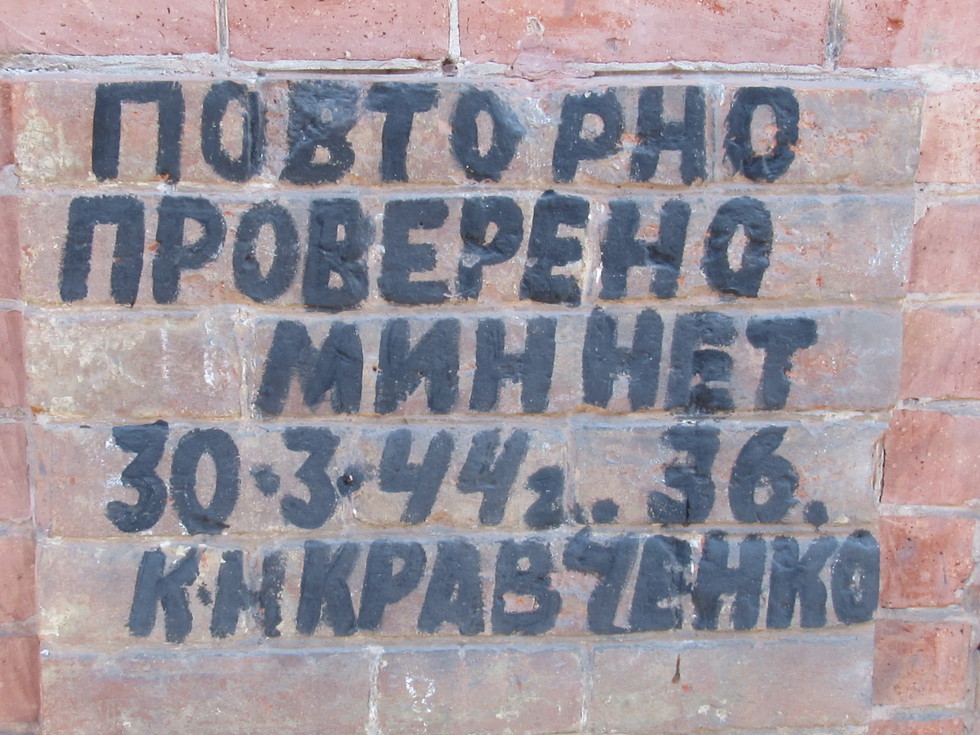 ПОВТОРНО
ПРОВЕРЕНО
МИН НЕТ
30·3·44г. 36.
К-Н КРАВЧЕНКО